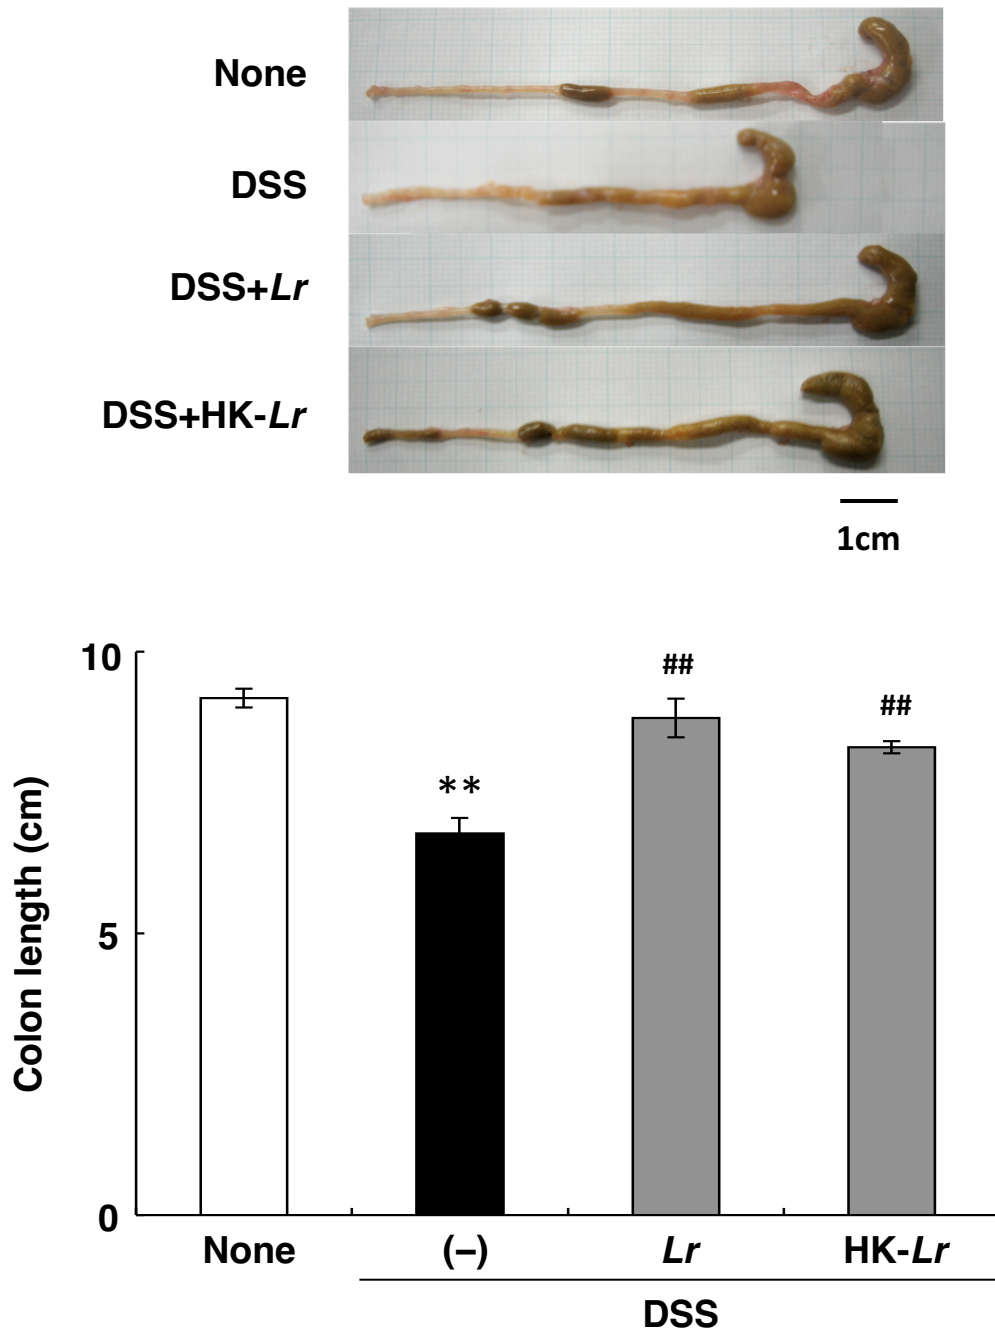 None
DSS
DSS+Lr
DSS+HK-Lr
1cm
10
##
##
**
5
0
Colon length (cm)
None
(–)
Lr
HK-Lr
DSS